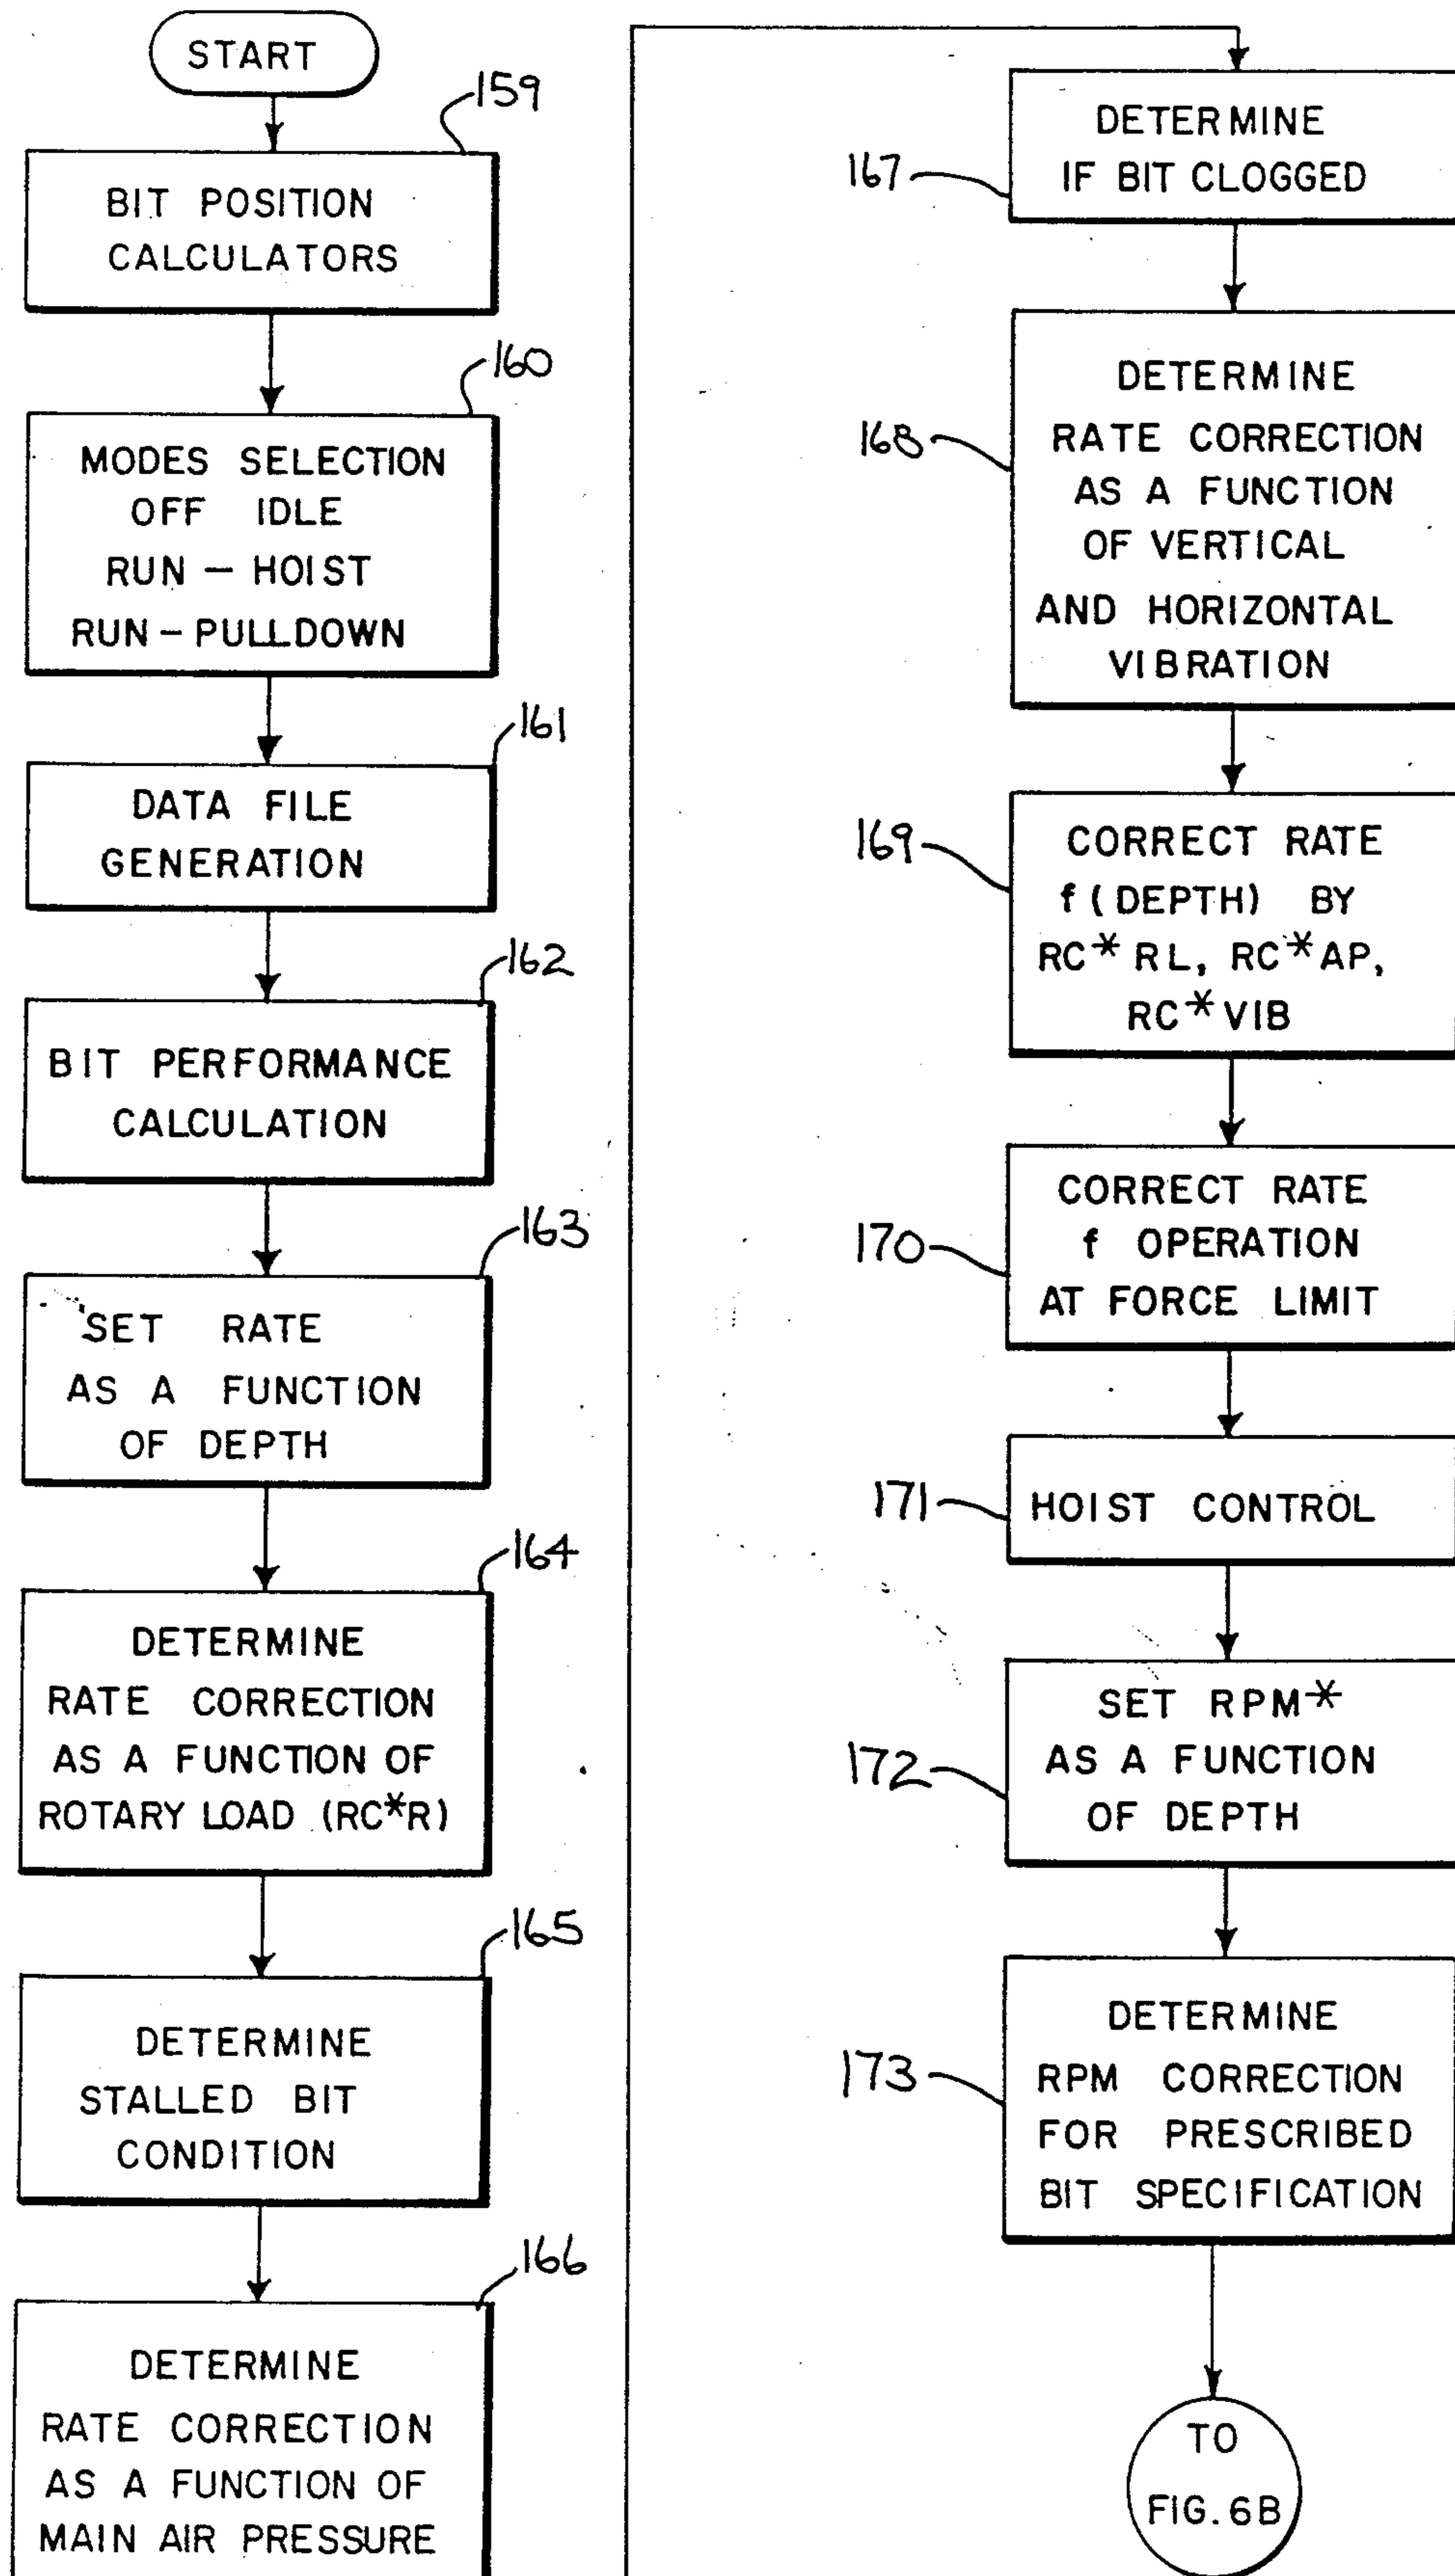 START
159
BIT POSITION
CALCULATORS
160
MODES SELECTION
OFF IDLE
RUN – HOIST
RUN – PULLDOWN
161
DATA FILE
GENERATION
162
BIT PERFORMANCE
CALCULATION
163
SET RATE
AS A FUNCTION
OF DEPTH
164
DETERMINE
RATE CORRECTION
AS A FUNCTION OF
ROTARY LOAD (RC*R)
165
DETERMINE
STALLED BIT
CONDITION
166
DETERMINE
RATE CORRECTION
AS A FUNCTION OF
MAIN AIR PRESSURE
167
DETERMINE
IF BIT CLOGGED
168
DETERMINE
RATE CORRECTION
AS A FUNCTION
OF VERTICAL
AND HORIZONTAL
VIBRATION
169
CORRECT RATE
f (DEPTH) BY
RC* RL, RC* AP,
RC* VIB
170
CORRECT RATE
f OPERATION
AT FORCE LIMIT
171
HOIST CONTROL
172
SET RPM*
AS A FUNCTION
OF DEPTH
173
DETERMINE
RPM CORRECTION
FOR PRESCRIBED
BIT SPECIFICATION
TO
FIG. 6B